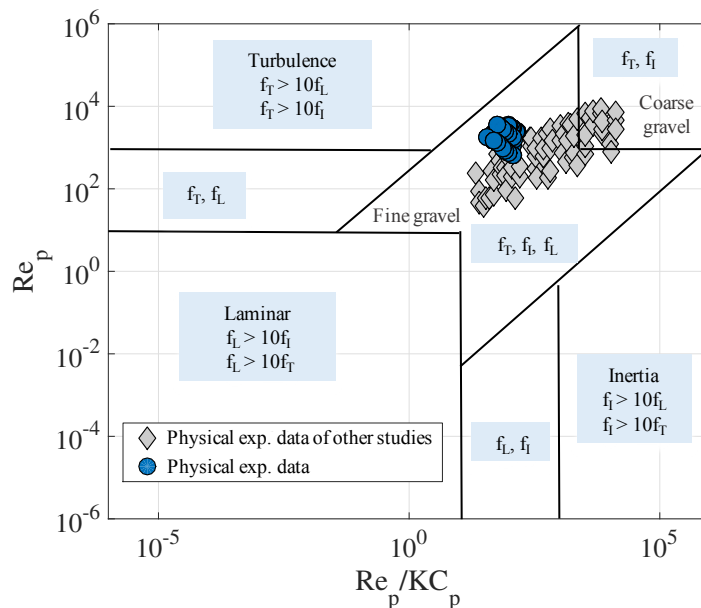 10^6
10^4
10^2
10^0
10^-2
10^-4
10^-6
Re_p
Turbulence
f_T > 10f_L
f_T > 10f_I
f_T, f_I
Coarse
gravel
f_T, f_L
Fine gravel
f_T, f_I, f_L
Laminar
f_L > 10f_I
f_L > 10f_T
Inertia
f_I > 10f_L
f_I > 10f_T
f_L, f_I
Physical exp. data of other studies
Physical exp. data
10^-5
10^0
10^5
Re_p/KC_p